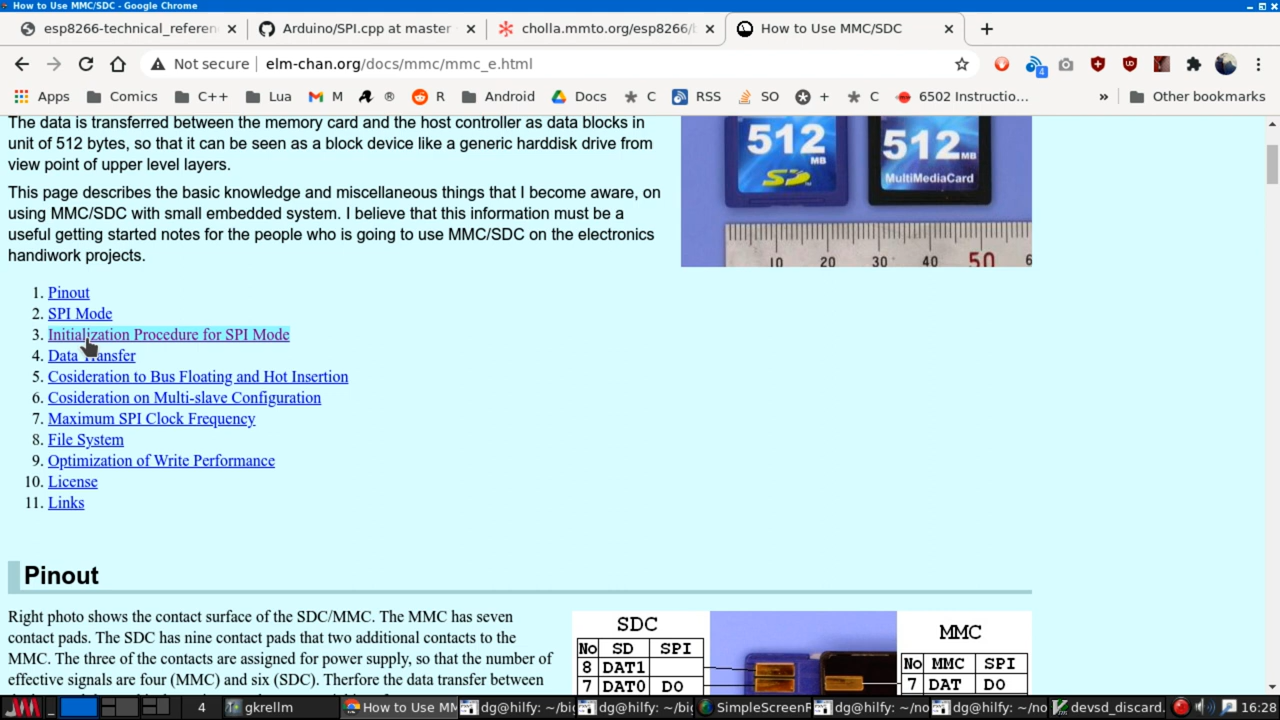 How to Use MMC/SDC - Google Chrome
esp8266-technical_referen
Arduino/SPI.cpp at master
cholla.mmto.org/esp8266/
How to Use MMC/SDC
Not secure
elm-chan.org/docs/mmc/mmc_e.html
4
Apps
Comics
C++
Lua
M
®
R
Android
Docs
C
RSS
SO
+
C
6502 Instructio...
»
Other bookmarks
The data is transferred between the memory card and the host controller as data blocks in
unit of 512 bytes, so that it can be seen as a block device like a generic harddisk drive from
view point of upper level layers.
This page describes the basic knowledge and miscellaneous things that I become aware, on
using MMC/SDC with small embedded system. I believe that this information must be a
useful getting started notes for the people who is going to use MMC/SDC on the electronics
handiwork projects.
512
MB
SD
512
MB
MultiMediaCard
10 20 30 40 50 6
1. Pinout
2. SPI Mode
3. Initialization Procedure for SPI Mode
4. Data Transfer
5. Cosideration to Bus Floating and Hot Insertion
6. Cosideration on Multi-slave Configuration
7. Maximum SPI Clock Frequency
8. File System
9. Optimization of Write Performance
10. License
11. Links
Pinout
Right photo shows the contact surface of the SDC/MMC. The MMC has seven
contact pads. The SDC has nine contact pads that two additional contacts to the
MMC. The three of the contacts are assigned for power supply, so that the number of
effective signals are four (MMC) and six (SDC). Therfore the data transfer between
SDC
No SD SPI
8 DAT1
7 DAT0 DO
MMC
No MMC SPI
7 DAT DO
4
gkrellm
How to Use MM
dg@hilfy: ~/big
dg@hilfy: ~/big
SimpleScreenR
dg@hilfy: ~/no
dg@hilfy: ~/no
devsd_discard.
16:28